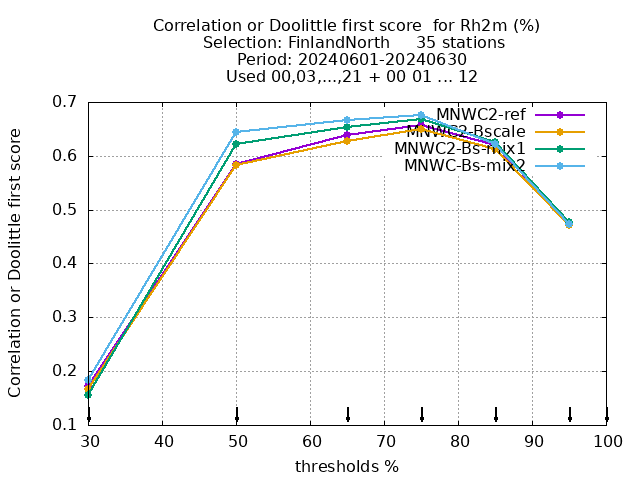 Correlation or Doolittle first score  for Rh2m (%)
Selection: FinlandNorth     35 stations
Period: 20240601-20240630
Used 00,03,...,21 + 00 01 ... 12
Correlation or Doolittle first score
0.7
0.6
0.5
0.4
0.3
0.2
0.1
MNWC2-ref
MNWC2-Bscale
MNWC2-Bs-mix1
MNWC-Bs-mix2
30 40 50 60 70 80 90 100
thresholds %